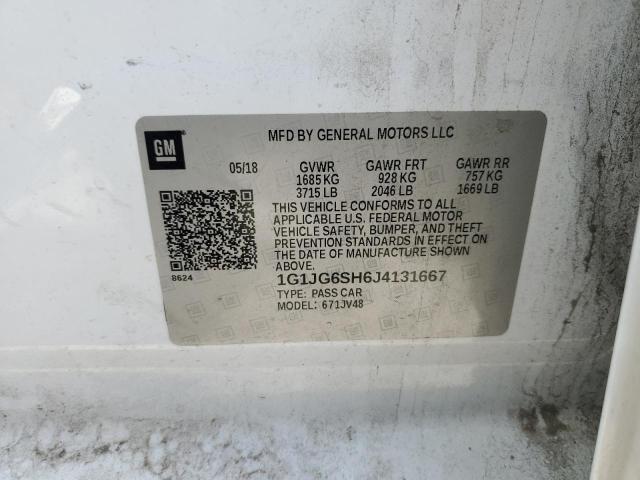 GM
MFD BY GENERAL MOTORS LLC
05/18 GVWR GAWR FRT GAWR RR
1685 KG 928 KG 757 KG
3715 LB 2046 LB 1669 LB
THIS VEHICLE CONFORMS TO ALL
APPLICABLE U.S. FEDERAL MOTOR
VEHICLE SAFETY, BUMPER, AND THEFT
PREVENTION STANDARDS IN EFFECT ON
THE DATE OF MANUFACTURE SHOWN ABOVE.
8624
1G1JG6SH6J4131667
TYPE: PASS CAR
MODEL: 671JV48